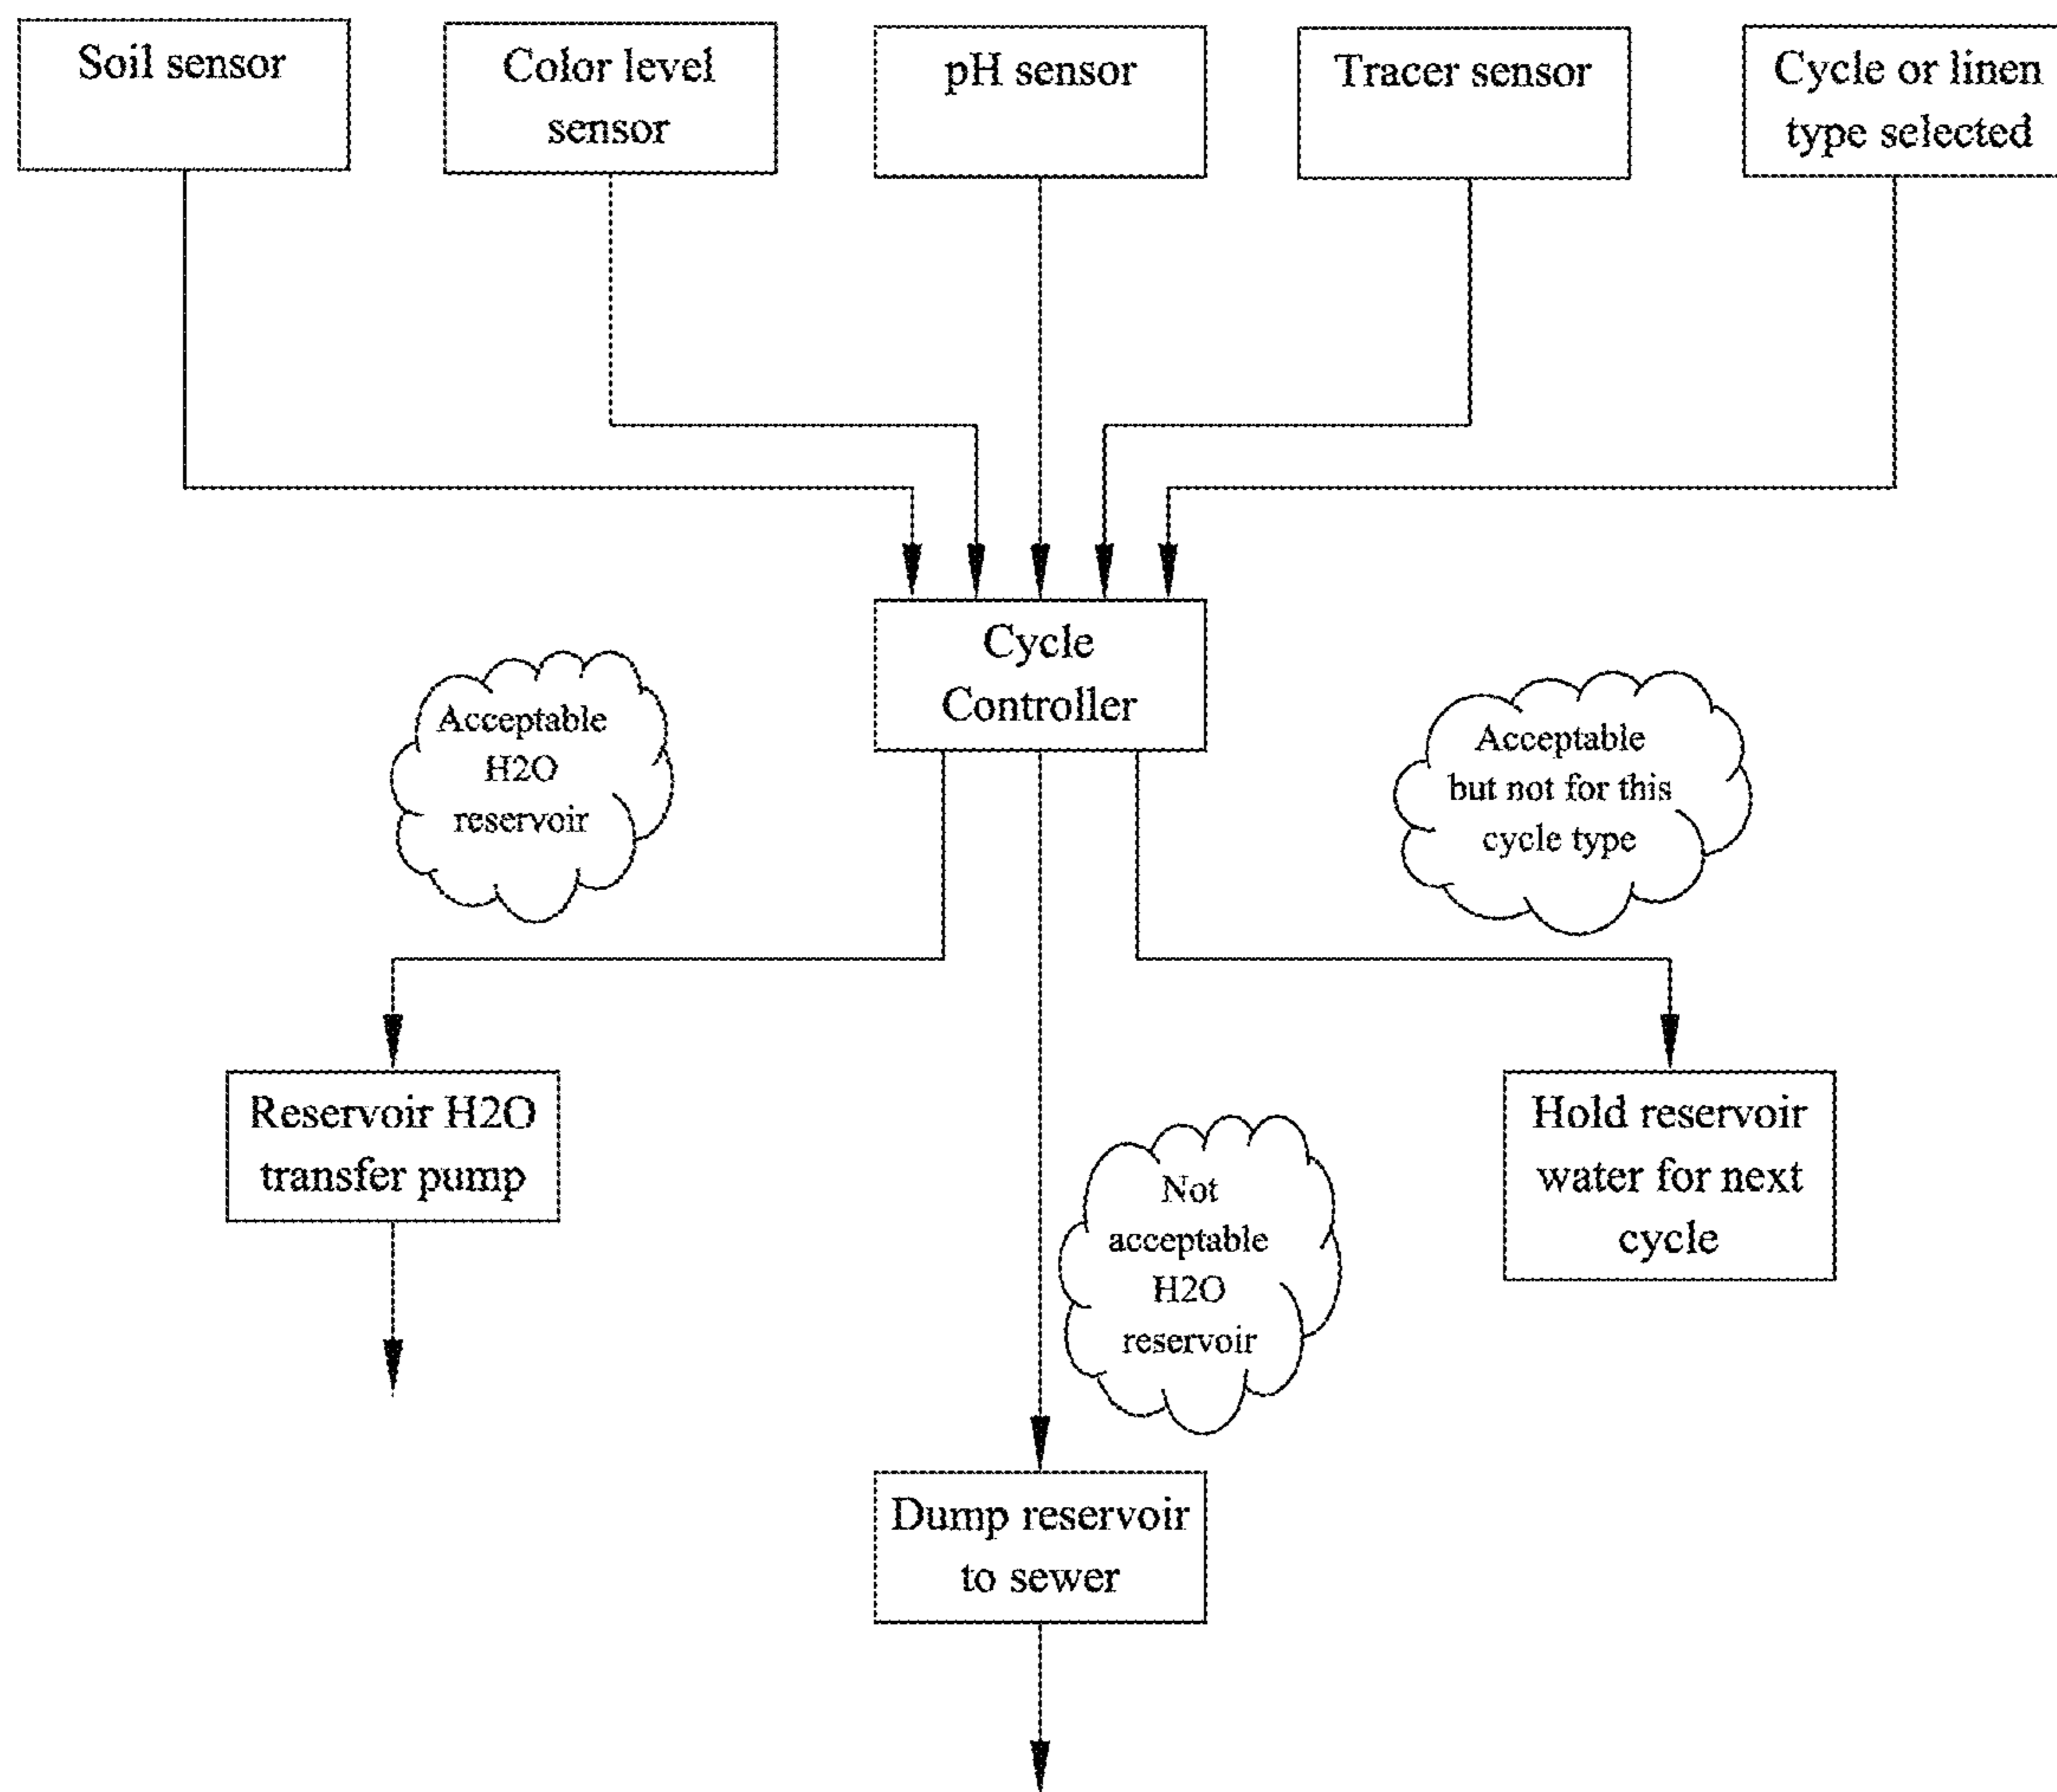 Soil sensor
Color level
sensor
pH sensor
Tracer sensor
Cycle or linen
type selected
Cycle
Controller
Acceptable
H2O
reservoir
Acceptable
but not for this
cycle type
Reservoir H2O
transfer pump
Not
acceptable
H2O
reservoir
Hold reservoir
water for next
cycle
Dump reservoir
to sewer